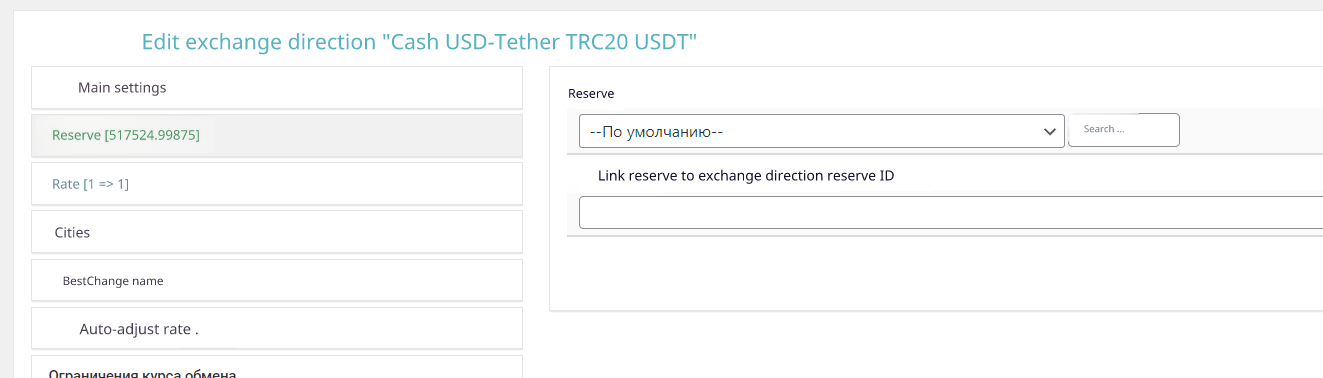 Edit exchange direction "Cash USD-Tether TRC20 USDT"
Main settings
Reserve [517524.99875]
Rate [1 => 1]
Cities
BestChange name
Auto-adjust rate .
Ограничения курса обмена
Reserve
--По умолчанию--
Search ...
Link reserve to exchange direction reserve ID